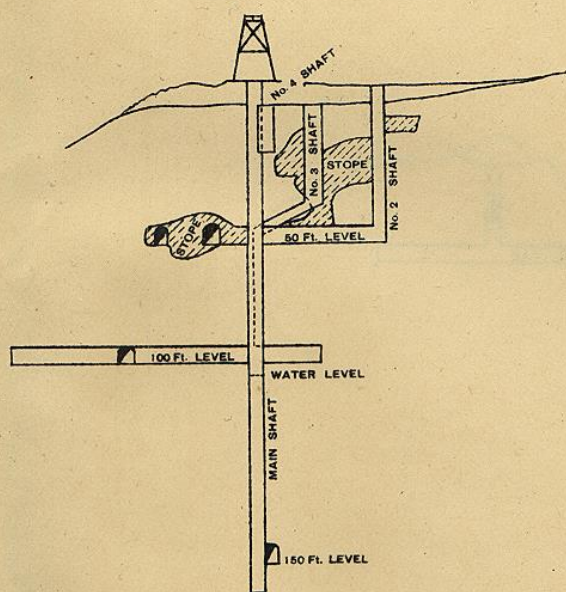 No. 4 SHAFT
No. 3 SHAFT
STOPE
No. 2 SHAFT
STOPE
50 FT. LEVEL
100 FT. LEVEL
WATER LEVEL
MAIN SHAFT
150 FT. LEVEL